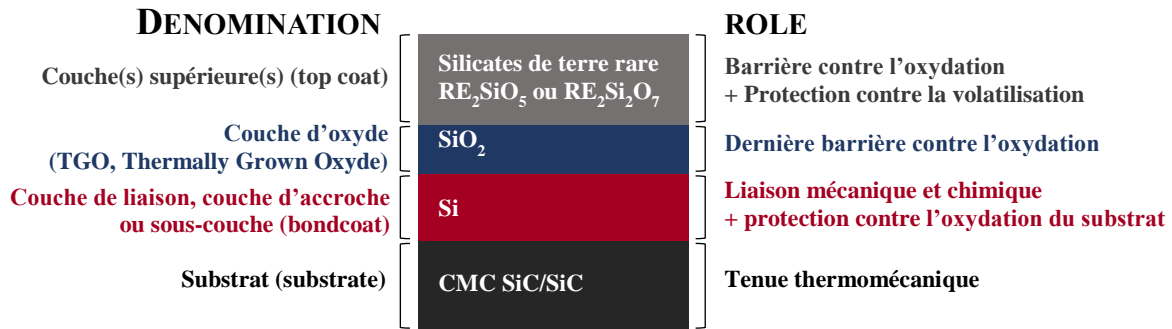 DENOMINATION
ROLE
Couche(s) supérieure(s) (top coat)
Silicates de terre rare
RE₂SiO₅ ou RE₂Si₂O₇
Barrière contre l’oxydation
+ Protection contre la volatilisation
Couche d’oxyde
(TGO, Thermally Grown Oxyde)
SiO₂
Dernière barrière contre l’oxydation
Couche de liaison, couche d’accroche
ou sous-couche (bondcoat)
Si
Liaison mécanique et chimique
+ protection contre l’oxydation du substrat
Substrat (substrate)
CMC SiC/SiC
Tenue thermomécanique